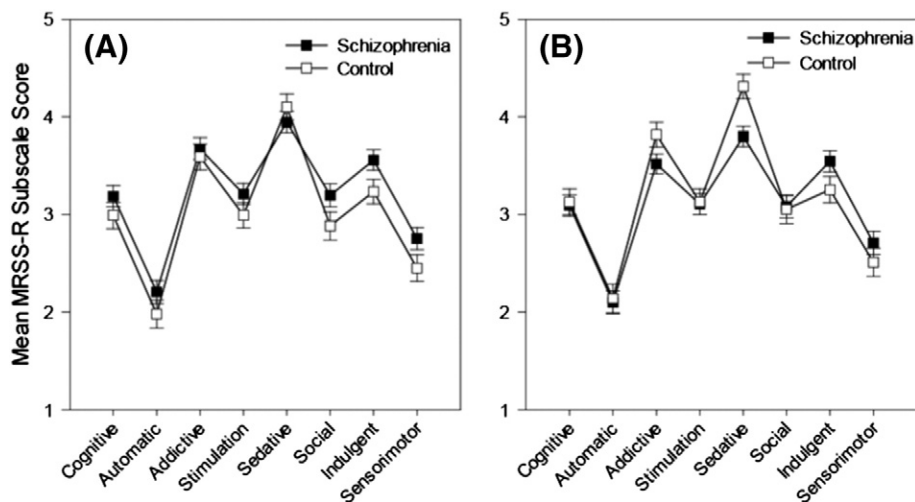 (A)
Schizophrenia
Control
Mean MRSS-R Subscale Score
5
4
3
2
1
Cognitive
Automatic
Addictive
Stimulation
Sedative
Social
Indulgent
Sensorimotor
(B)
Schizophrenia
Control
5
4
3
2
1
Cognitive
Automatic
Addictive
Stimulation
Sedative
Social
Indulgent
Sensorimotor